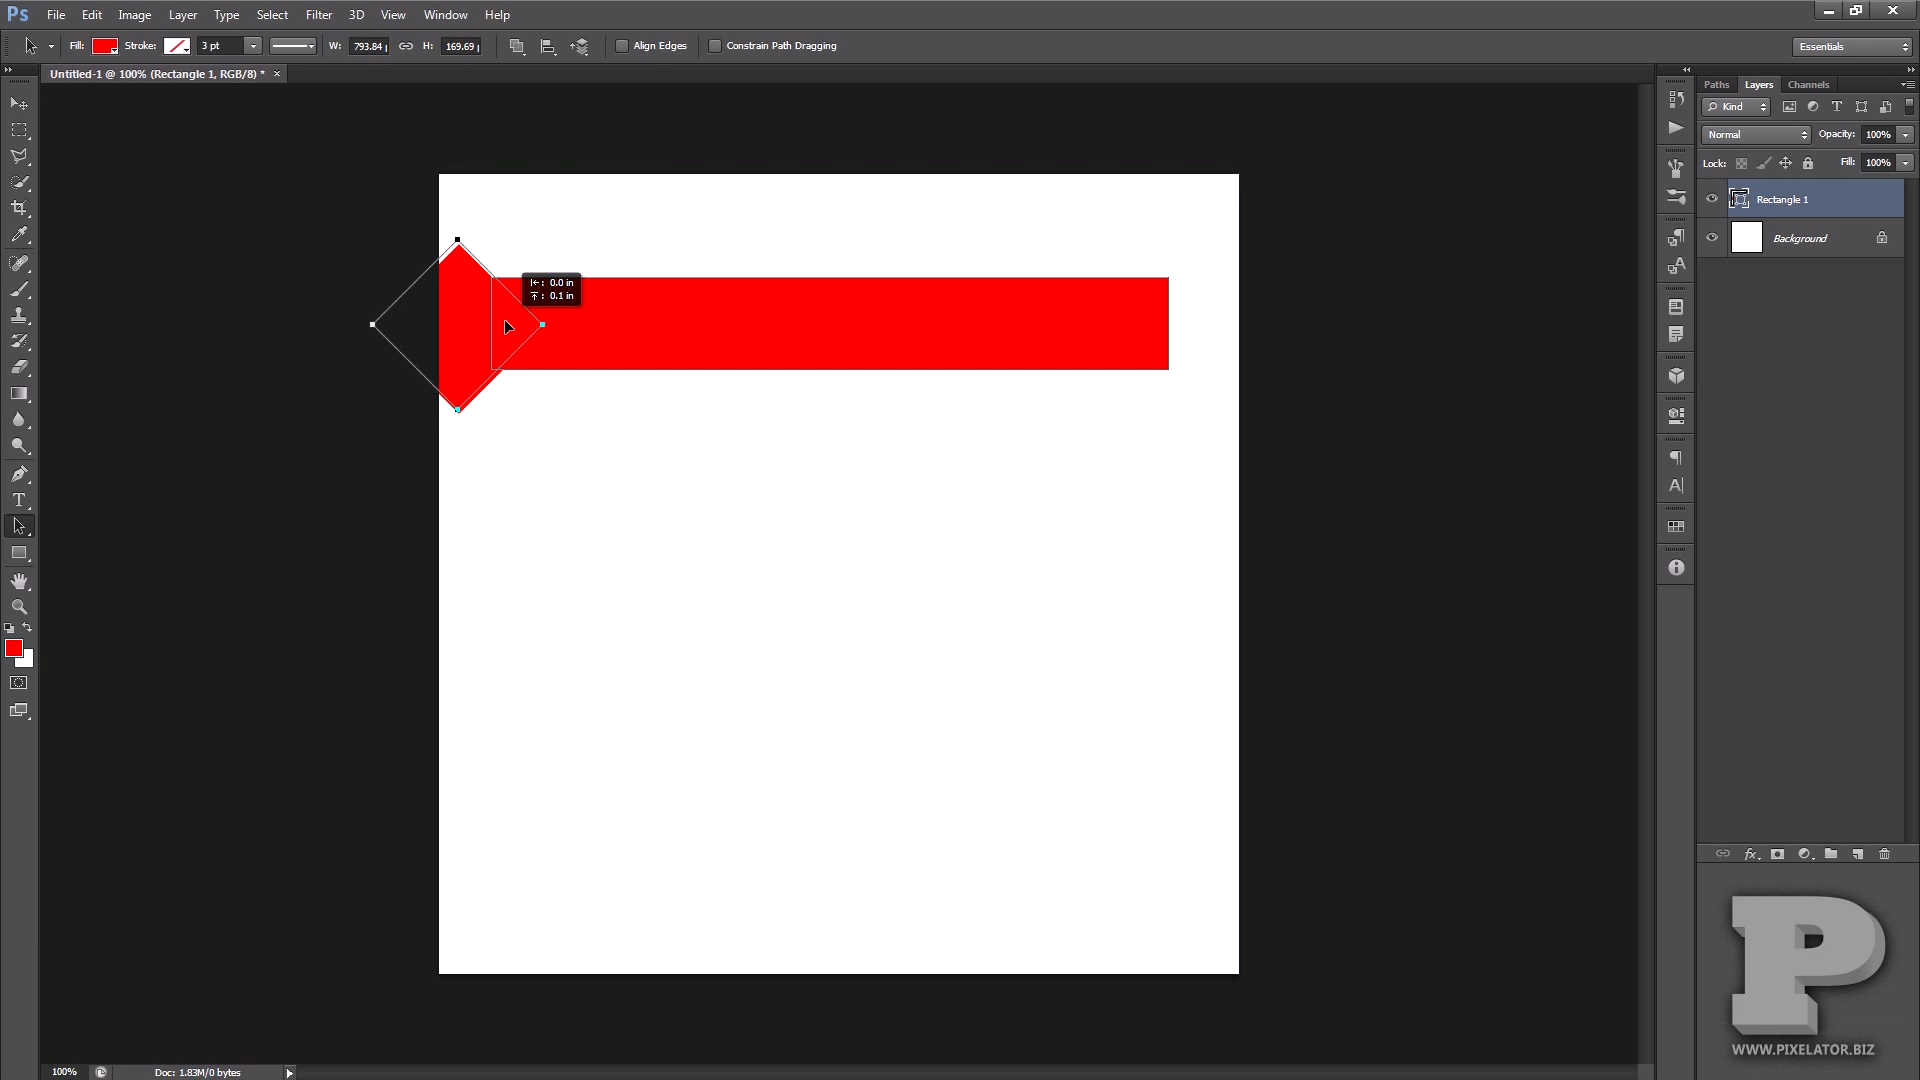 Ps File Edit Image Layer Type Select Filter 3D View Window Help
Fill: Stroke: 3 pt W: 793.84 H: 169.69 Align Edges Constrain Path Dragging Essentials
Untitled-1 @ 100% (Rectangle 1, RGB/8) * ×
Paths Layers Channels
Kind
Normal Opacity: 100%
Lock: Fill: 100%
Rectangle 1
Background
: 0.0 in
: 0.1 in
T
A|
fx
P
WWW.PIXELATOR.BIZ
100% Doc: 1.83M/0 bytes